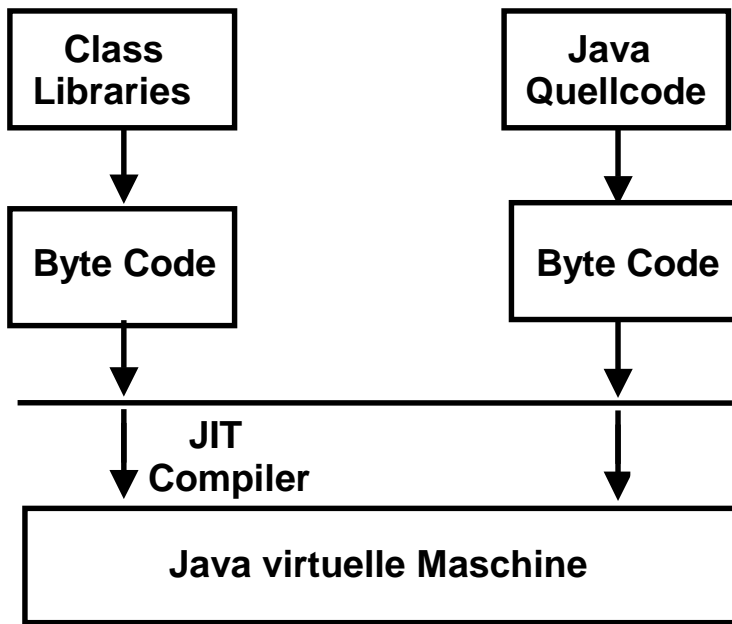 Class
Libraries
Java
Quellcode
Byte Code
Byte Code
JIT
Compiler
Java virtuelle Maschine